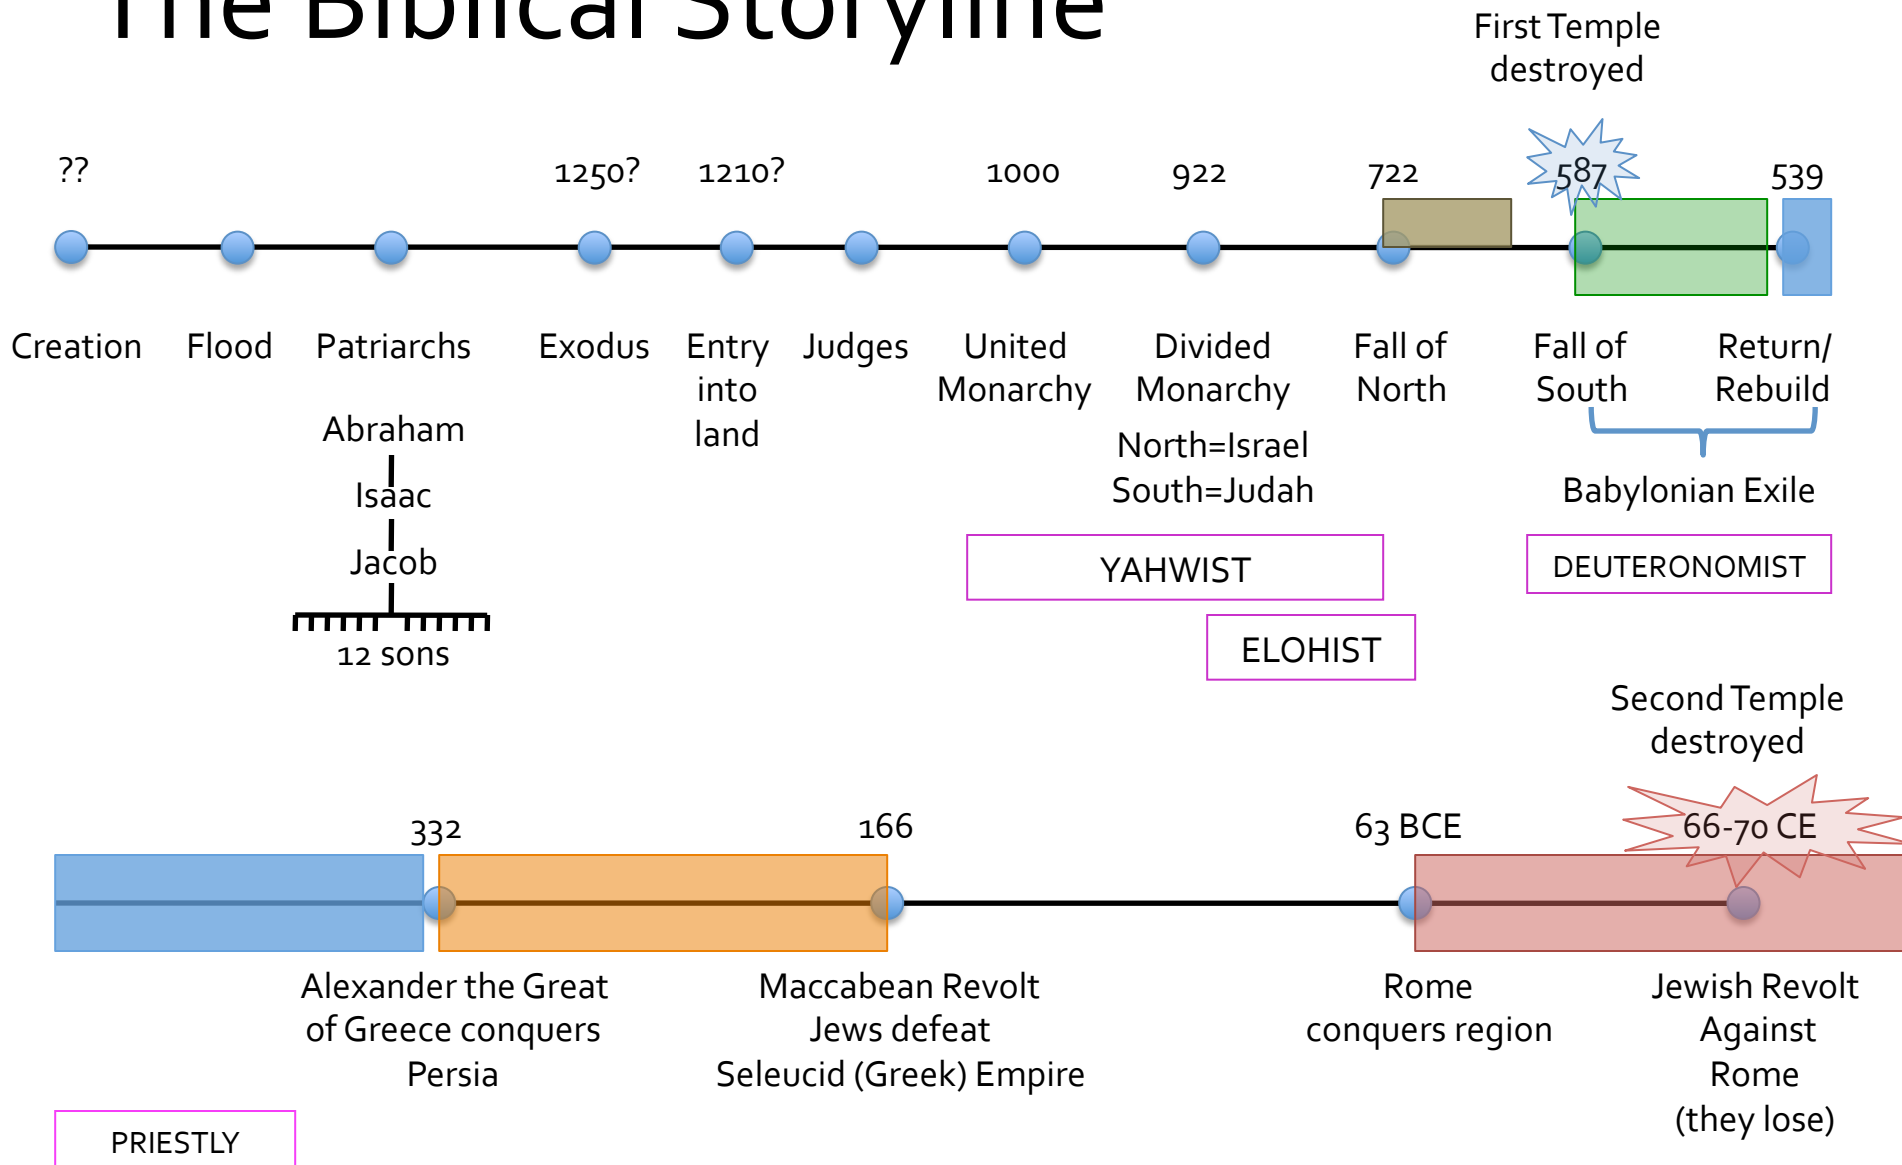 The Biblical Storyline
First Temple
destroyed
??
1250?
1210?
1000
922
722
587
539
Creation
Flood
Patriarchs
Exodus
Entry
into
land
Judges
United
Monarchy
Divided
Monarchy
Fall of
North
Fall of
South
Return/
Rebuild
Abraham
Isaac
Jacob
12 sons
North=Israel
South=Judah
Babylonian Exile
YAHWIST
DEUTERONOMIST
ELOHIST
Second Temple
destroyed
332
166
63 BCE
66-70 CE
Alexander the Great
of Greece conquers
Persia
Maccabean Revolt
Jews defeat
Seleucid (Greek) Empire
Rome
conquers region
Jewish Revolt
Against
Rome
(they lose)
PRIESTLY